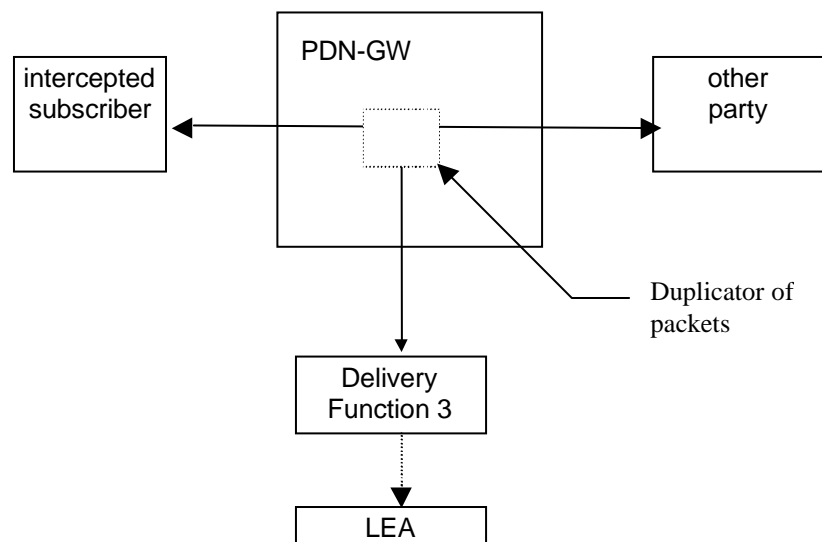 PDN-GW
intercepted
subscriber
other
party
Duplicator of
packets
Delivery
Function 3
LEA